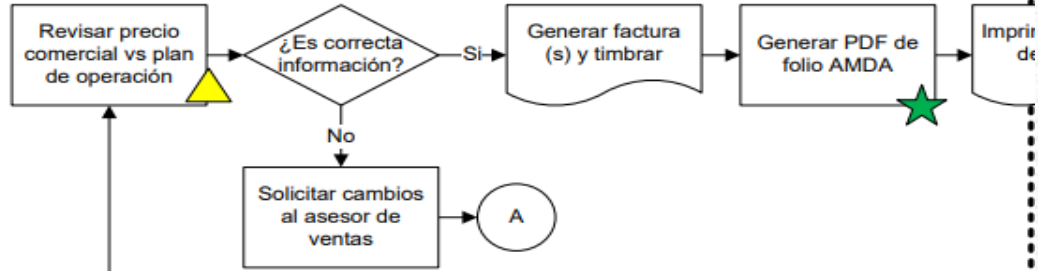 Revisar precio
comercial vs plan
de operación
¿Es correcta
información?
Si
Generar factura
(s) y timbrar
Generar PDF de
folio AMDA
No
Solicitar cambios
al asesor de
ventas
A